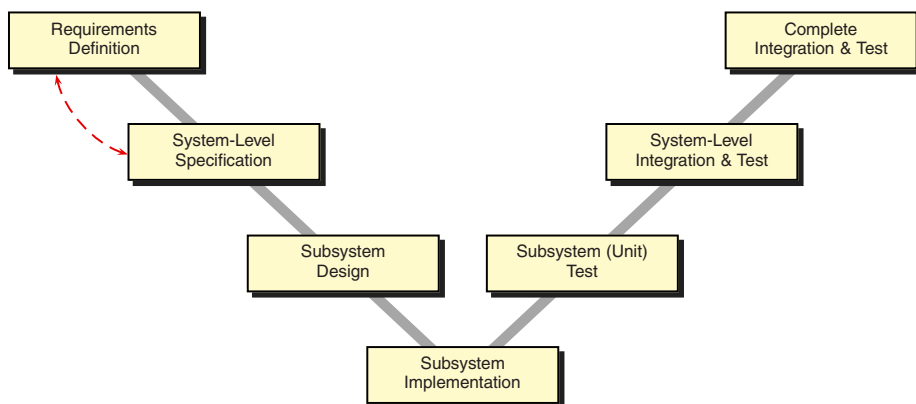 Requirements
Definition
Complete
Integration & Test
System-Level
Specification
System-Level
Integration & Test
Subsystem
Design
Subsystem (Unit)
Test
Subsystem
Implementation